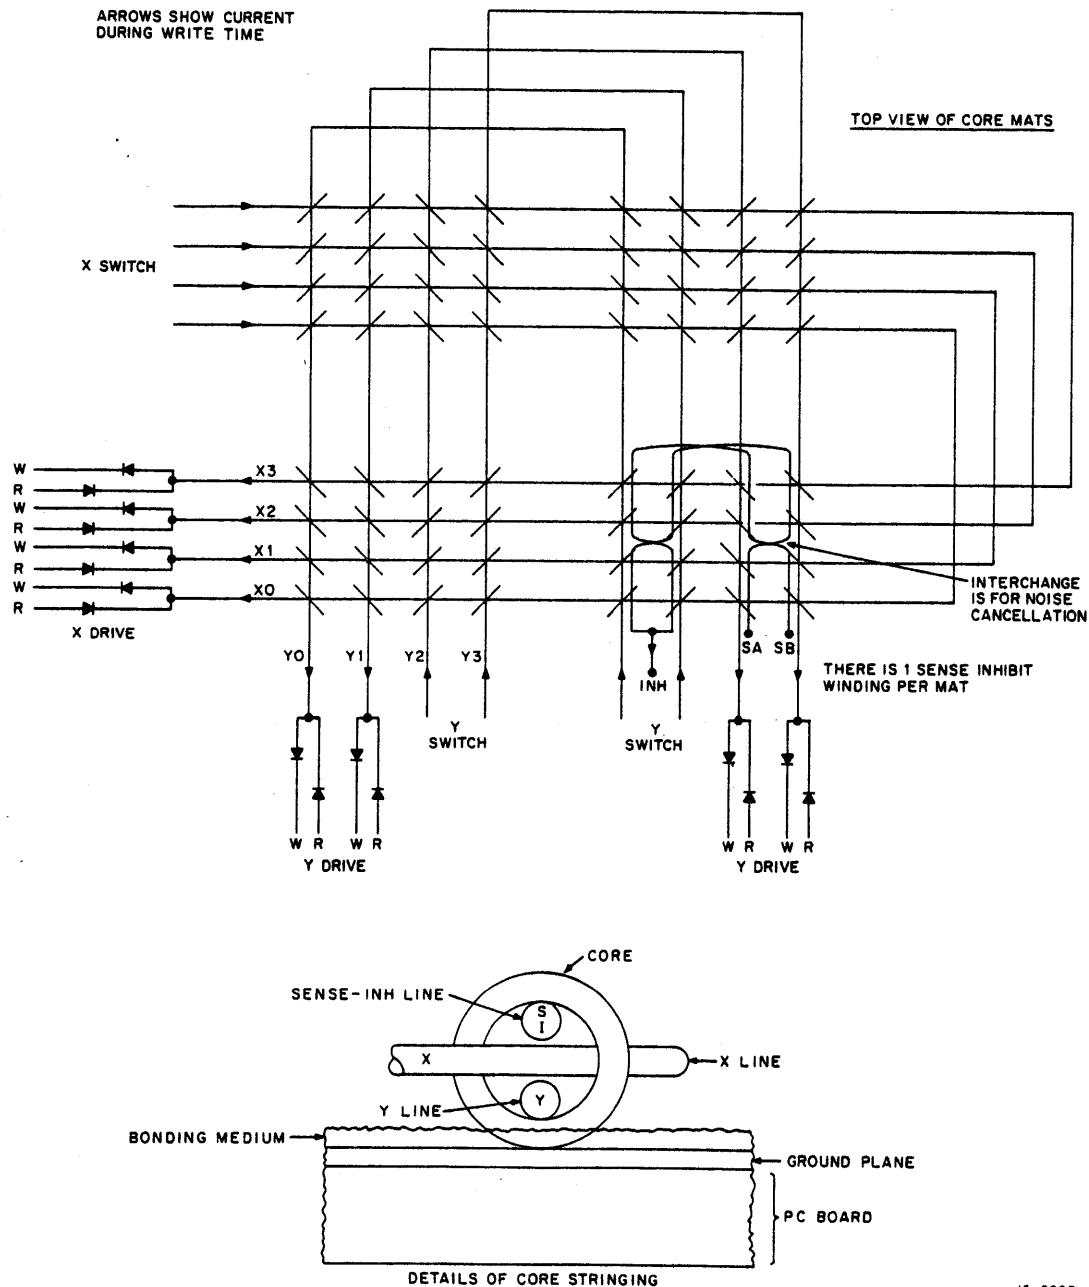 ARROWS SHOW CURRENT
DURING WRITE TIME
TOP VIEW OF CORE MATS
X SWITCH
W
R
W
R
W
R
W
R
X DRIVE
X3
X2
X1
X0
INTERCHANGE
IS FOR NOISE
CANCELLATION
Y0
Y1
Y2
Y3
INH
SA
SB
THERE IS 1 SENSE INHIBIT
WINDING PER MAT
Y
SWITCH
Y
SWITCH
W R
W R
Y DRIVE
W R
W R
Y DRIVE
CORE
SENSE-INH LINE
S
I
X
X LINE
Y LINE
Y
BONDING MEDIUM
GROUND PLANE
PC BOARD
DETAILS OF CORE STRINGING